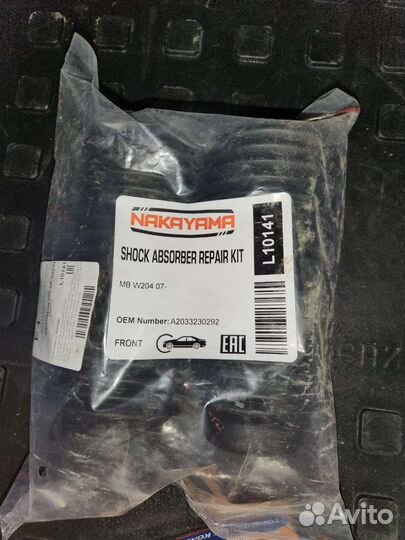 NAKAYAMA
SHOCK ABSORBER REPAIR KIT
MB W204 07-
OEM Number: A2033230292
FRONT
EAC
L10141
Avito